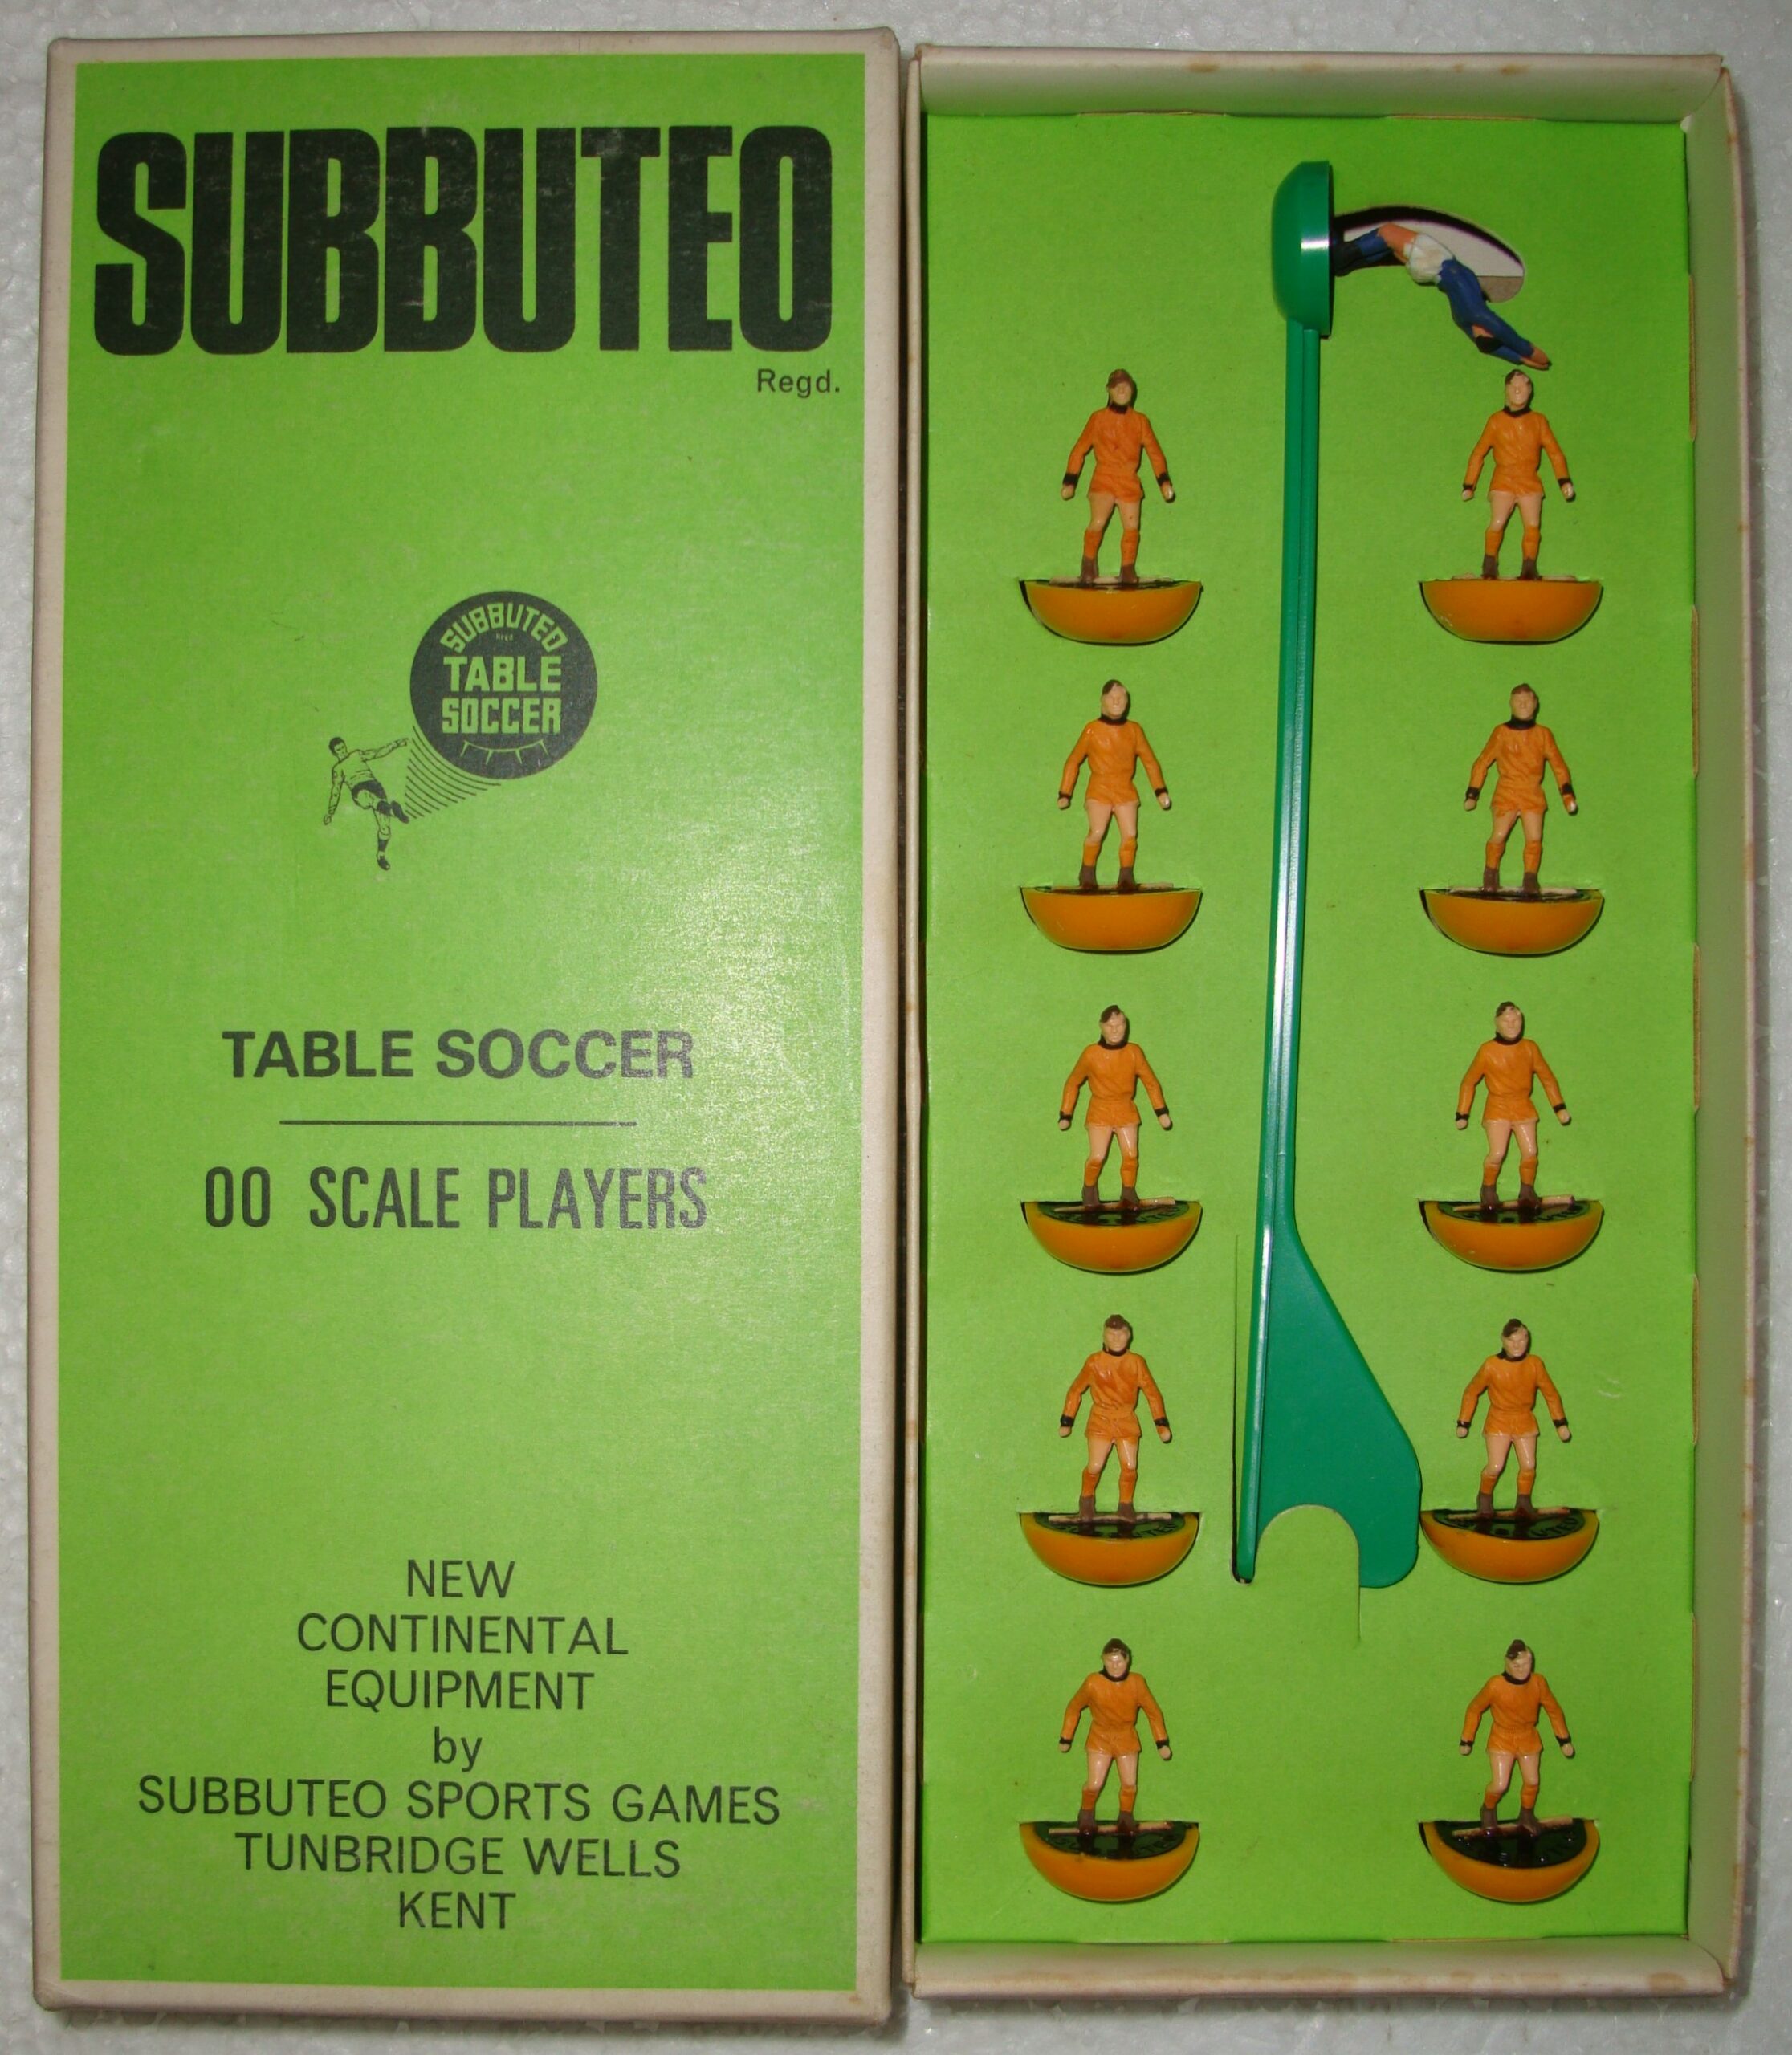 SUBBUTEO
Regd.
SUBBUTEO
Regd
TABLE
SOCCER
TABLE SOCCER
00 SCALE PLAYERS
NEW
CONTINENTAL
EQUIPMENT
by
SUBBUTEO SPORTS GAMES
TUNBRIDGE WELLS
KENT